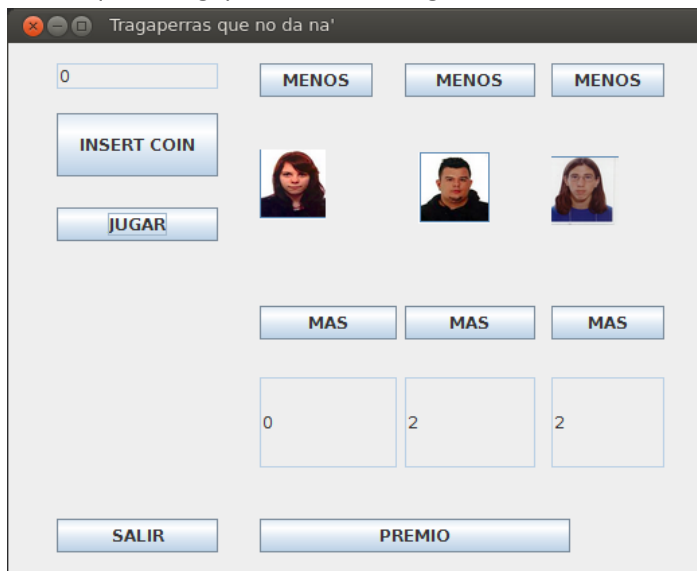 Tragaperras que no da na'
0
MENOS
MENOS
MENOS
INSERT COIN
JUGAR
MAS
MAS
MAS
0
2
2
SALIR
PREMIO